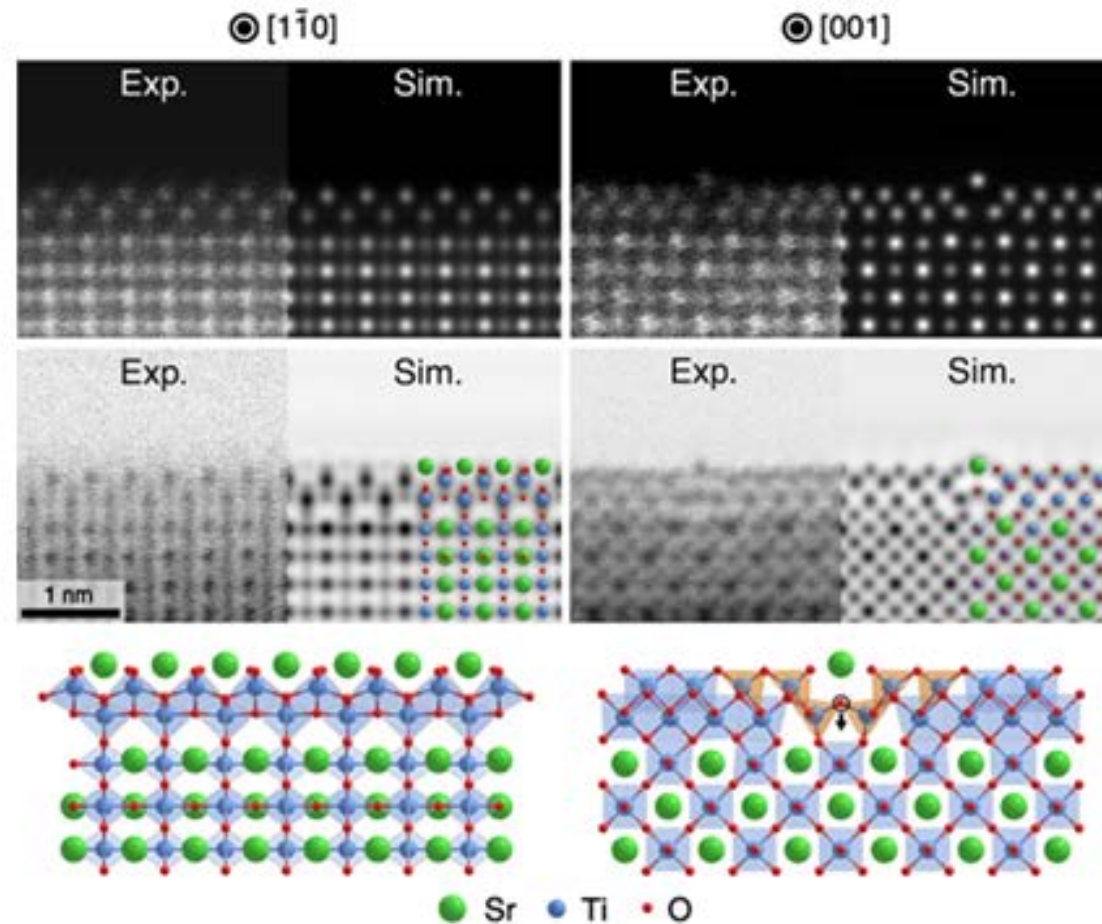 [11̄0]
[001]
Exp.
Sim.
Exp.
Sim.
Exp.
Sim.
Exp.
Sim.
1 nm
Sr
Ti
O